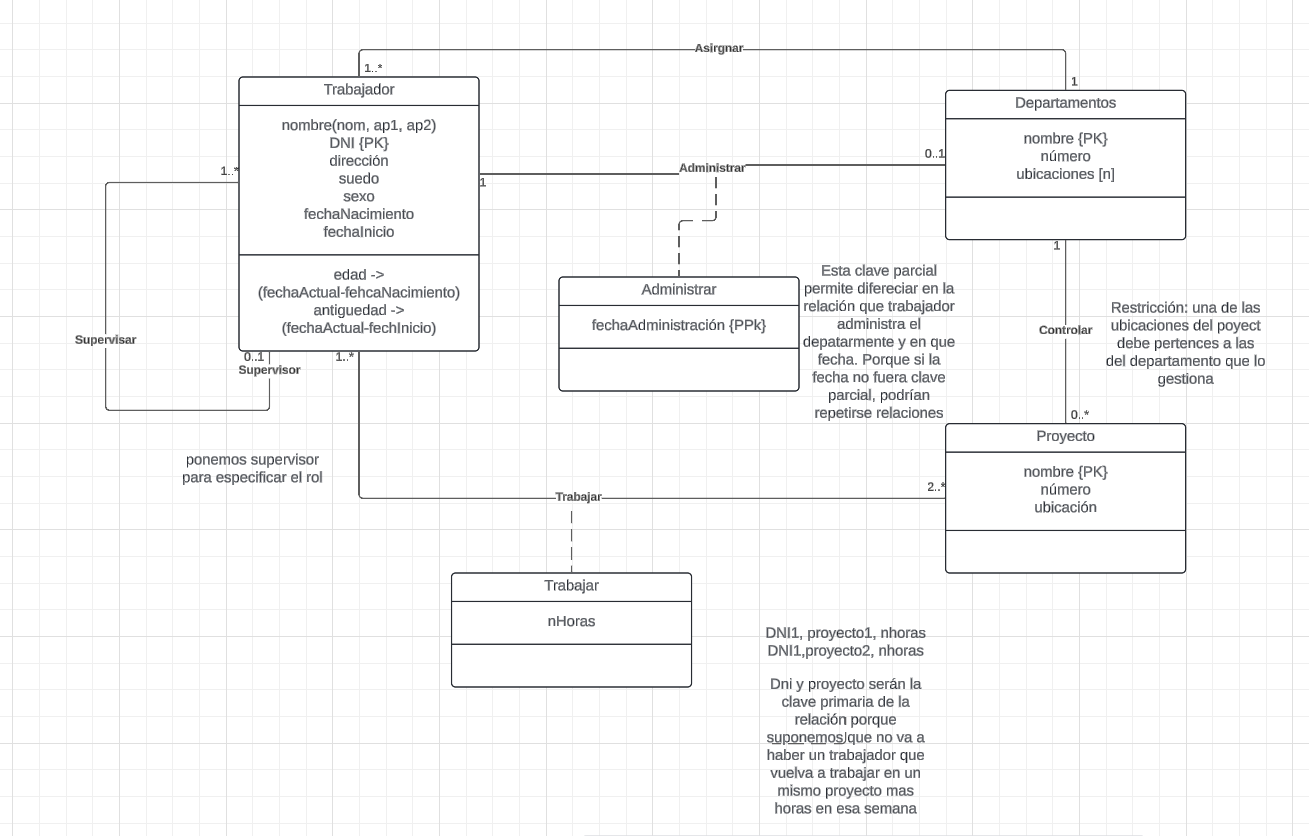 Asirgnar
1..*
1
Trabajador
nombre(nom, ap1, ap2)
DNI {PK}
dirección
suedo
sexo
fechaNacimiento
fechaInicio
edad ->
(fechaActual-fehcaNacimiento)
antiguedad ->
(fechaActual-fechInicio)
Departamentos
nombre {PK}
número
ubicaciones [n]
1..*
1
Administrar
0..1
1
Administrar
fechaAdministración {PPk}
Esta clave parcial
permite difereciar en la
relación que trabajador
administra el
depatarmente y en que
fecha. Porque si la
fecha no fuera clave
parcial, podrían
repetirse relaciones
Controlar
Restricción: una de las
ubicaciones del poyect
debe pertences a las
del departamento que lo
gestiona
Supervisar
0..1
Supervisor
1..*
0..*
Proyecto
nombre {PK}
número
ubicación
ponemos supervisor
para especificar el rol
Trabajar
2..*
Trabajar
nHoras
DNI1, proyecto1, nhoras
DNI1,proyecto2, nhoras
Dni y proyecto serán la
clave primaria de la
relación porque
suponemos que no va a
haber un trabajador que
vuelva a trabajar en un
mismo proyecto mas
horas en esa semana